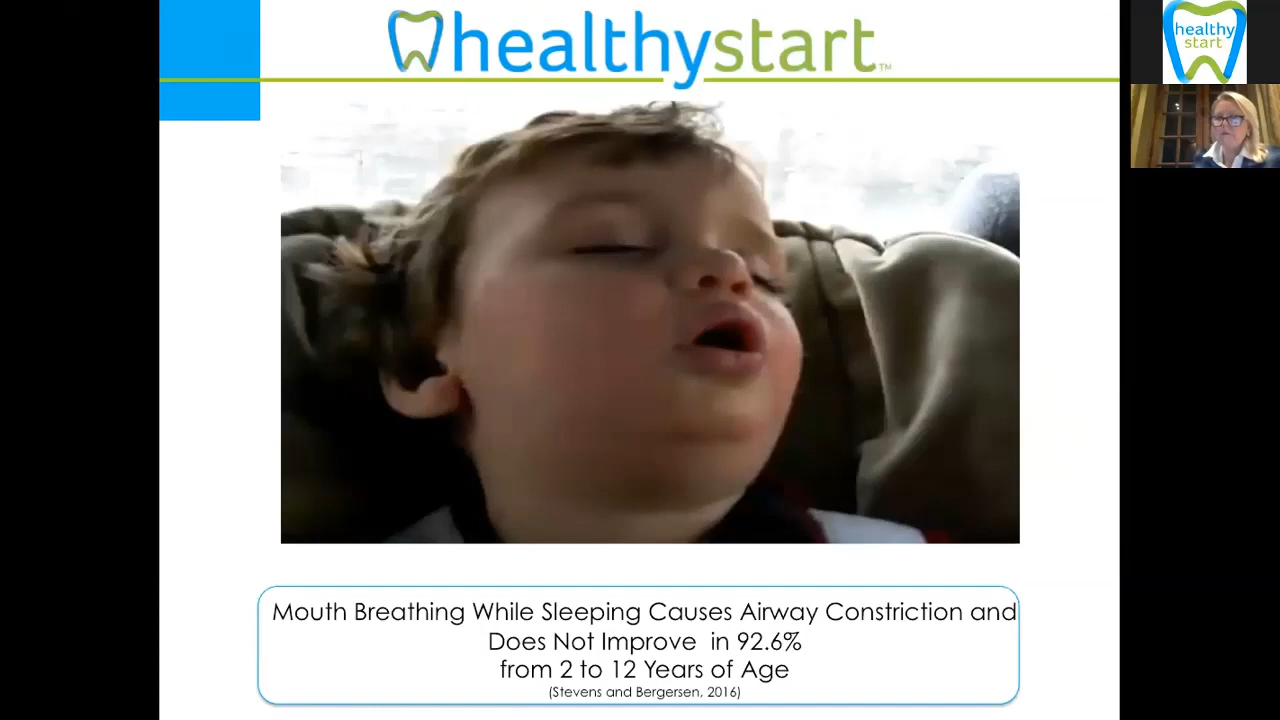 healthystart™
healthy
start
Mouth Breathing While Sleeping Causes Airway Constriction and
Does Not Improve in 92.6%
from 2 to 12 Years of Age
(Stevens and Bergersen, 2016)